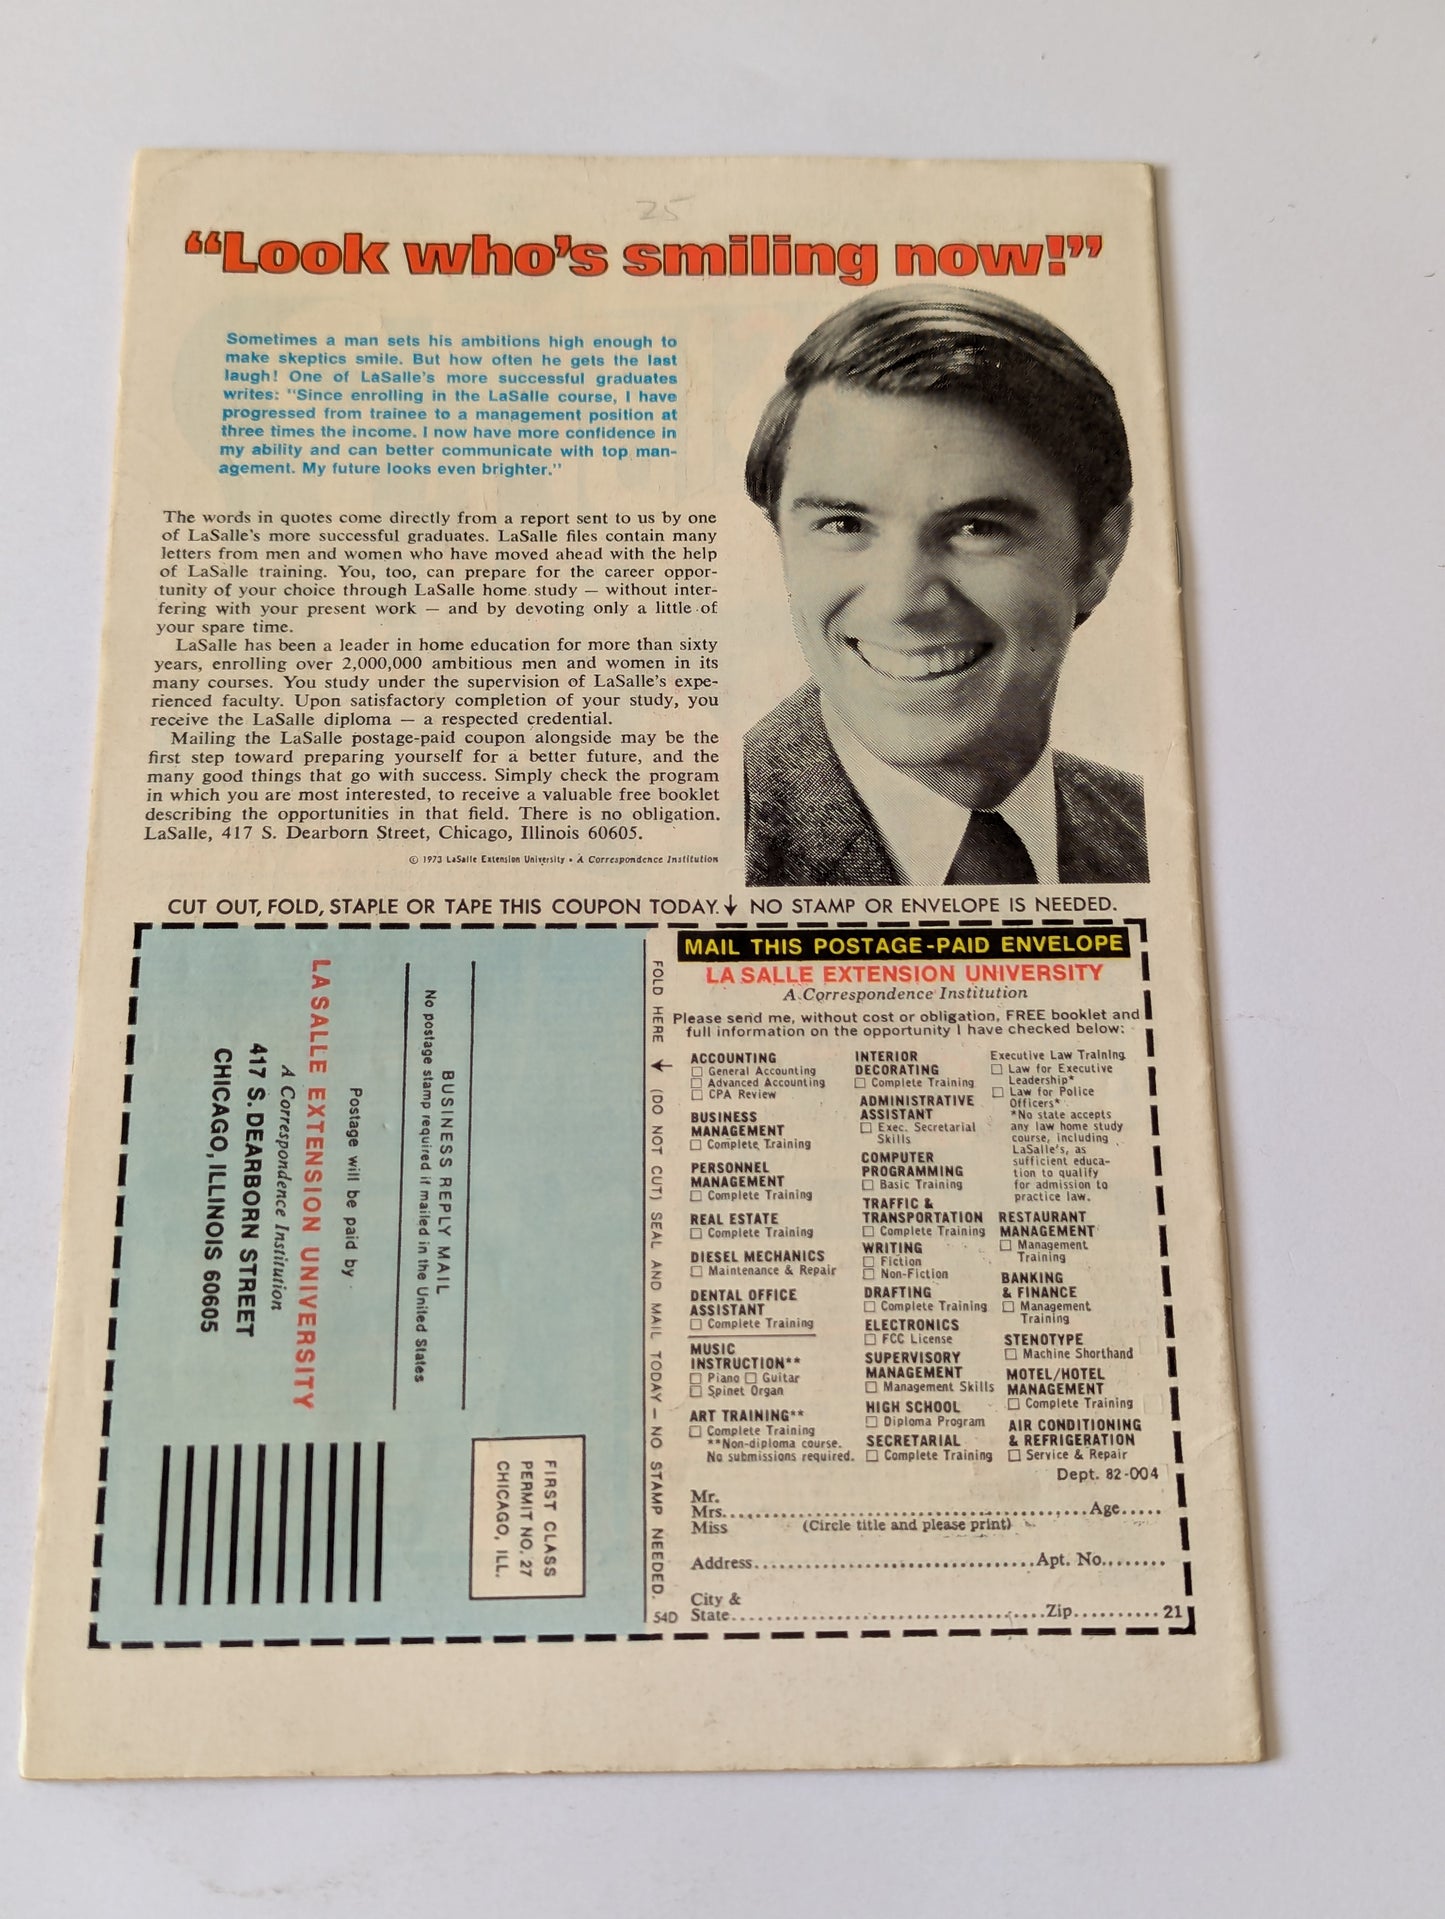 25
“Look who’s smiling now!”
Sometimes a man sets his ambitions high enough to
make skeptics smile. But how often he gets the last
laugh! One of LaSalle's more successful graduates
writes: "Since enrolling in the LaSalle course, I have
progressed from trainee to a management position at
three times the income. I now have more confidence in
my ability and can better communicate with top man-
agement. My future looks even brighter."
The words in quotes come directly from a report sent to us by one
of LaSalle's more successful graduates. LaSalle files contain many
letters from men and women who have moved ahead with the help
of LaSalle training. You, too, can prepare for the career oppor-
tunity of your choice through LaSalle home study — without inter-
fering with your present work — and by devoting only a little of
your spare time.
LaSalle has been a leader in home education for more than sixty
years, enrolling over 2,000,000 ambitious men and women in its
many courses. You study under the supervision of LaSalle's expe-
rienced faculty. Upon satisfactory completion of your study, you
receive the LaSalle diploma — a respected credential.
Mailing the LaSalle postage-paid coupon alongside may be the
first step toward preparing yourself for a better future, and the
many good things that go with success. Simply check the program
in which you are most interested, to receive a valuable free booklet
describing the opportunities in that field. There is no obligation.
LaSalle, 417 S. Dearborn Street, Chicago, Illinois 60605.
© 1973 LaSalle Extension University • A Correspondence Institution
CUT OUT, FOLD, STAPLE OR TAPE THIS COUPON TODAY. ↓ NO STAMP OR ENVELOPE IS NEEDED.
FIRST CLASS
PERMIT NO. 27
CHICAGO, ILL.
BUSINESS REPLY MAIL
No postage stamp required if mailed in the United States
Postage will be paid by
LA SALLE EXTENSION UNIVERSITY
A Correspondence Institution
417 S. DEARBORN STREET
CHICAGO, ILLINOIS 60605
FOLD HERE ↓ (DO NOT CUT) SEAL AND MAIL TODAY — NO STAMP NEEDED.
54D
MAIL THIS POSTAGE-PAID ENVELOPE
LA SALLE EXTENSION UNIVERSITY
A Correspondence Institution
Please send me, without cost or obligation, FREE booklet and
full information on the opportunity I have checked below:
ACCOUNTING
☐ General Accounting
☐ Advanced Accounting
☐ CPA Review
BUSINESS
MANAGEMENT
☐ Complete Training
PERSONNEL
MANAGEMENT
☐ Complete Training
REAL ESTATE
☐ Complete Training
DIESEL MECHANICS
☐ Maintenance & Repair
DENTAL OFFICE
ASSISTANT
☐ Complete Training
MUSIC
INSTRUCTION**
☐ Piano ☐ Guitar
☐ Spinet Organ
ART TRAINING**
☐ Complete Training
**Non-diploma course.
No submissions required.
INTERIOR
DECORATING
☐ Complete Training
ADMINISTRATIVE
ASSISTANT
☐ Exec. Secretarial
Skills
COMPUTER
PROGRAMMING
☐ Basic Training
TRAFFIC &
TRANSPORTATION
☐ Complete Training
WRITING
☐ Fiction
☐ Non-Fiction
DRAFTING
☐ Complete Training
ELECTRONICS
☐ FCC License
SUPERVISORY
MANAGEMENT
☐ Management Skills
HIGH SCHOOL
☐ Diploma Program
SECRETARIAL
☐ Complete Training
Executive Law Training
☐ Law for Executive
Leadership*
☐ Law for Police
Officers*
*No state accepts
any law home study
course, including
LaSalle's, as
sufficient educa-
tion to qualify
for admission to
practice law.
RESTAURANT
MANAGEMENT
☐ Management
Training
BANKING
& FINANCE
☐ Management
Training
STENOTYPE
☐ Machine Shorthand
MOTEL/HOTEL
MANAGEMENT
☐ Complete Training
AIR CONDITIONING
& REFRIGERATION
☐ Service & Repair
Dept. 82-004
Mr.
Mrs. Age
Miss (Circle title and please print)
Address Apt. No.
City &
State Zip 21